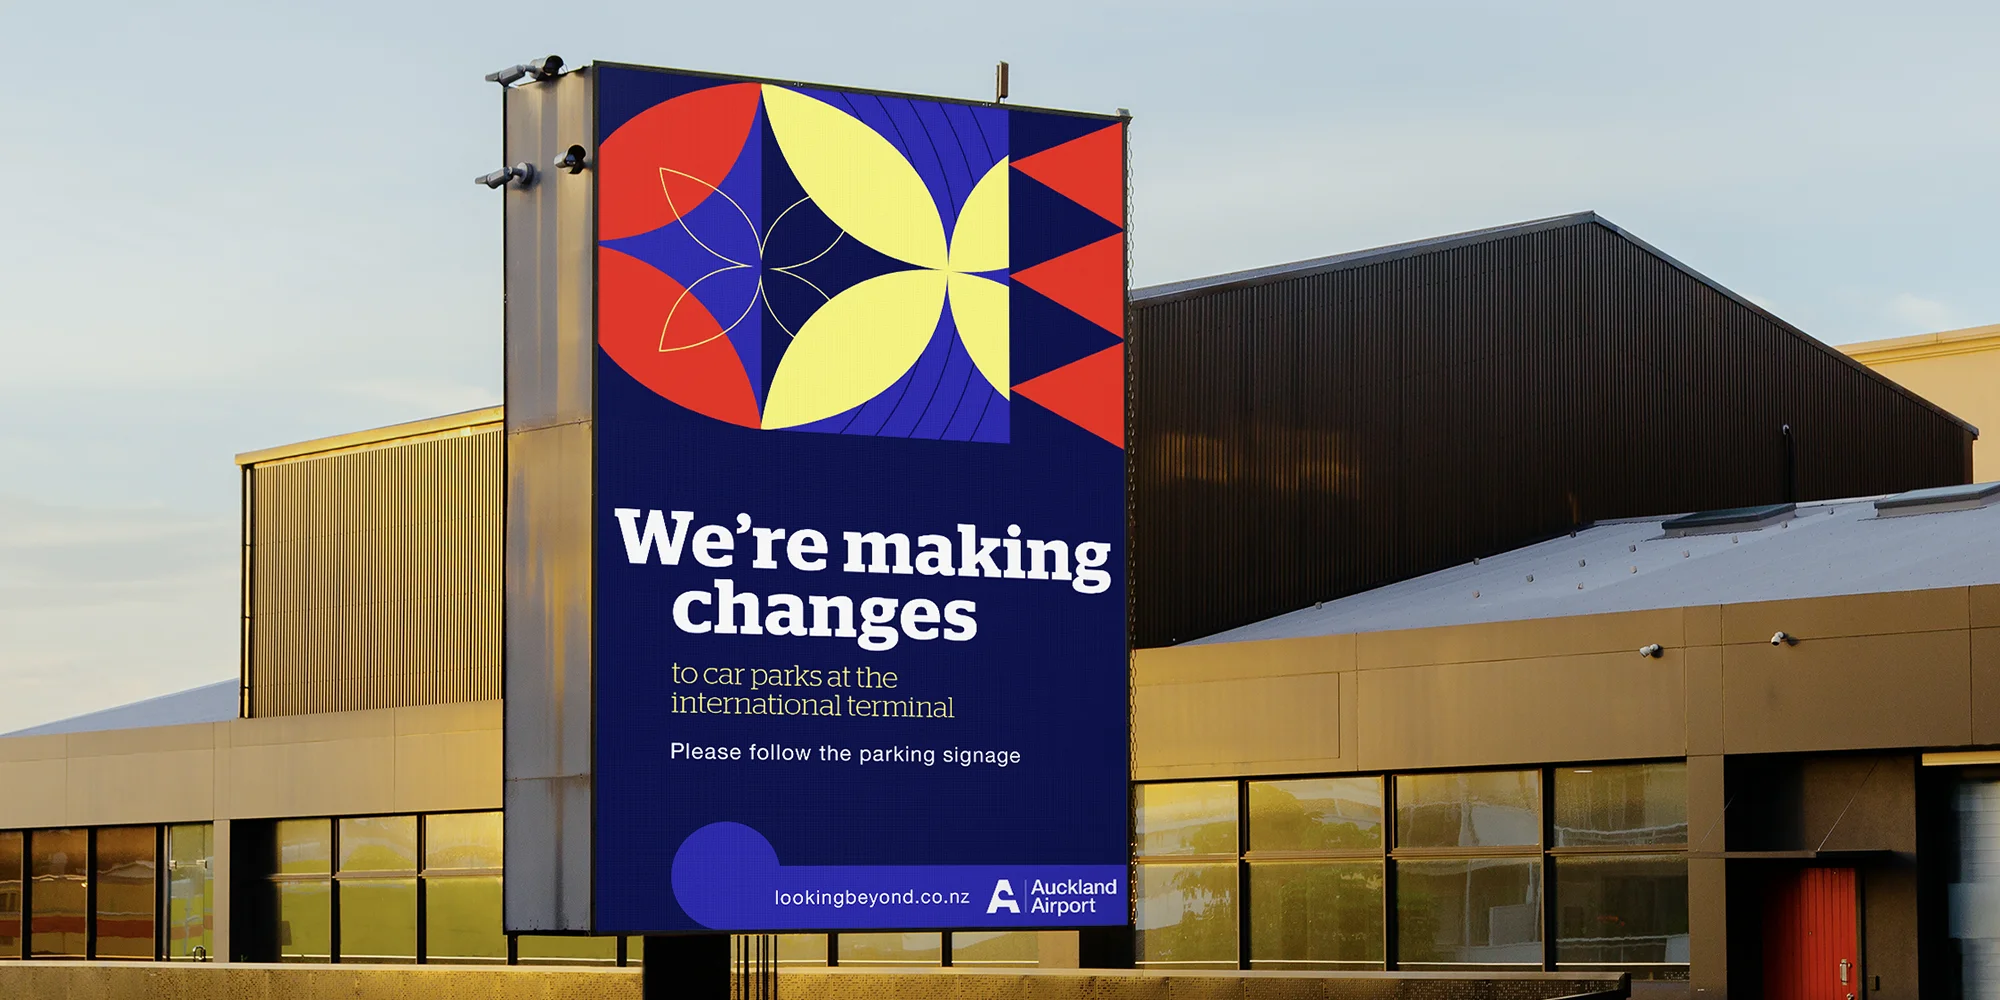 We're making
changes
to car parks at the
international terminal
Please follow the parking signage
lookingbeyond.co.nz
Auckland
Airport